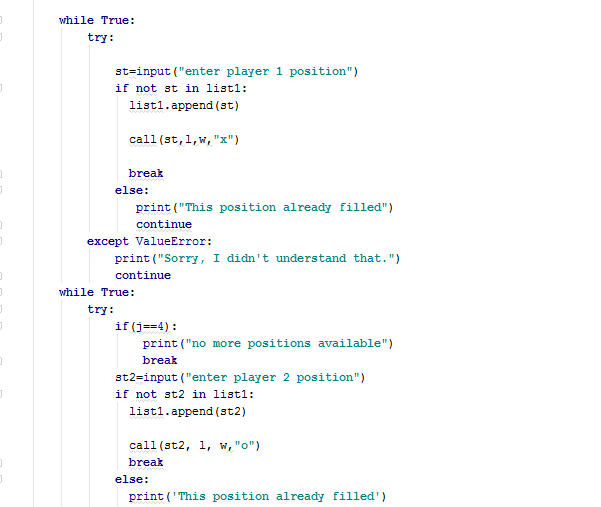 while True:
try:
st=input("enter player 1 position")
if not st in list1:
list1.append(st)
call(st,l,w,"x")
break
else:
print("This position already filled")
continue
except ValueError:
print("Sorry, I didn't understand that.")
continue
while True:
try:
if(j==4):
print("no more positions available")
break
st2=input("enter player 2 position")
if not st2 in list1:
list1.append(st2)
call(st2, l, w,"o")
break
else:
print('This position already filled')